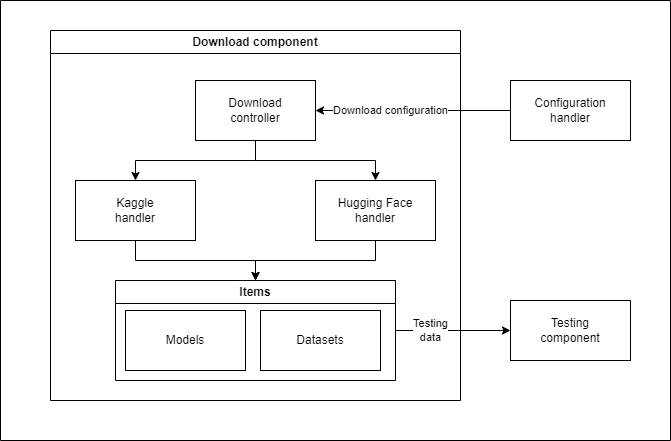 Download component
Download
controller
Download configuration
Configuration
handler
Kaggle
handler
Hugging Face
handler
Items
Models
Datasets
Testing
data
Testing
component